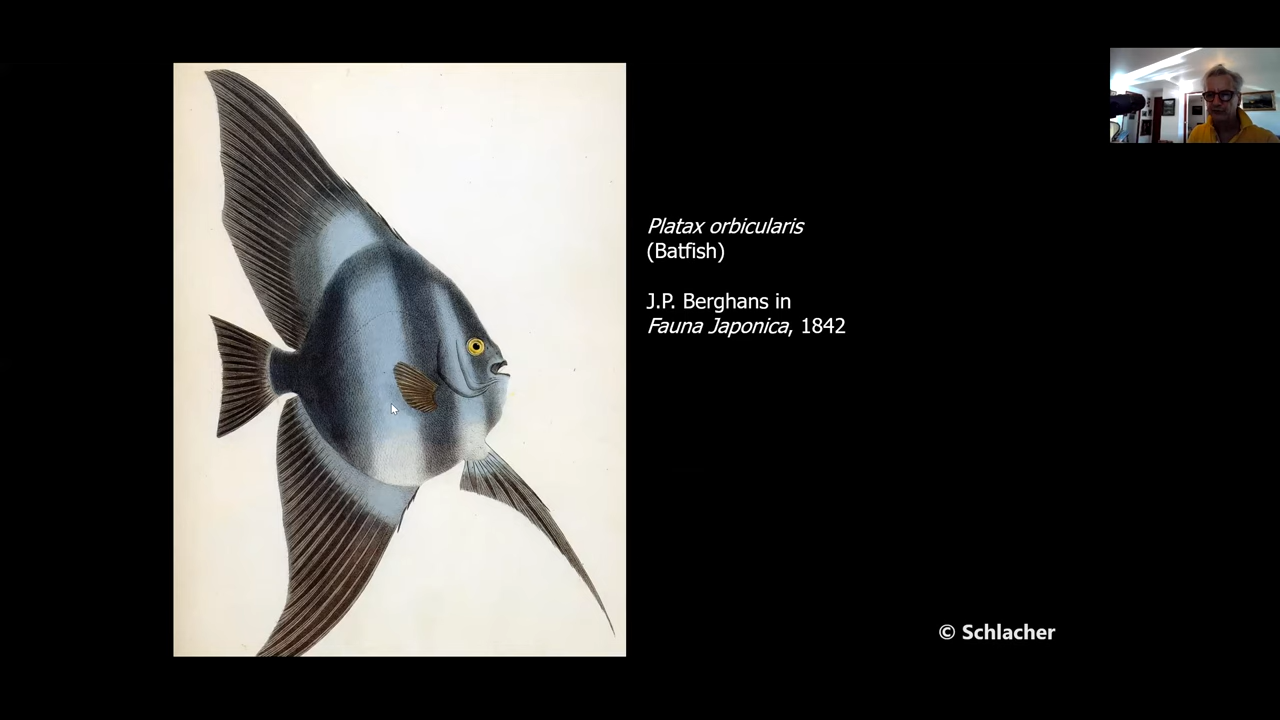 Platax orbicularis
(Batfish)
J.P. Berghans in
Fauna Japonica, 1842
© Schlacher